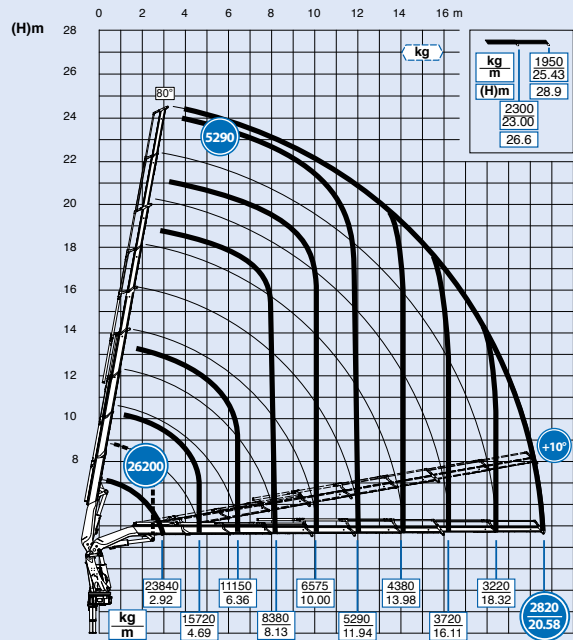 0 2 4 6 8 10 12 14 16 m
(H)m
28
26
24
22
20
18
16
14
12
10
8
kg
kg 1950
m 25.43
(H)m 28.9
2300
23.00
26.6
80°
5290
26200
+10°
23840 11150 6575 4380 3220
2.92 6.36 10.00 13.98 18.32
kg 15720 8380 5290 3720 2820
m 4.69 8.13 11.94 16.11 20.58